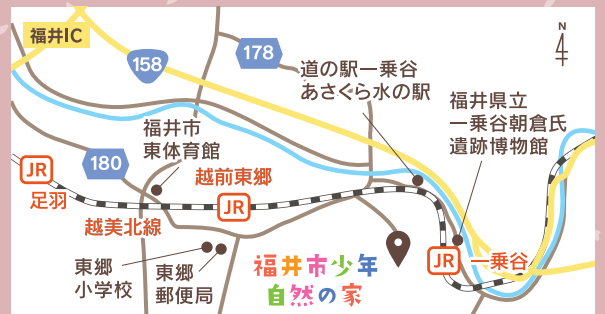 福井IC
N
4
158
178
道の駅一乗谷
あさくら水の駅
福井県立
一乗谷朝倉氏
遺跡博物館
福井市
東体育館
180
JR
足羽
越前東郷
JR
越美北線
東郷
小学校
東郷
郵便局
福井市少年
自然の家
JR
一乗谷